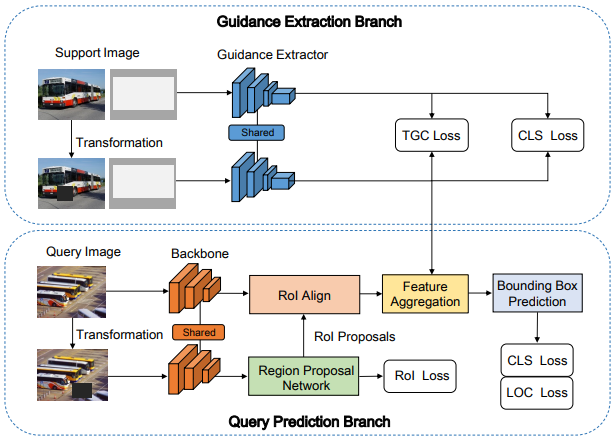 Guidance Extraction Branch
Support Image
Guidance Extractor
Transformation
Shared
TGC Loss
CLS Loss
Query Image
Backbone
Transformation
Shared
RoI Align
Feature
Aggregation
Bounding Box
Prediction
RoI Proposals
Region Proposal
Network
RoI Loss
CLS Loss
LOC Loss
Query Prediction Branch